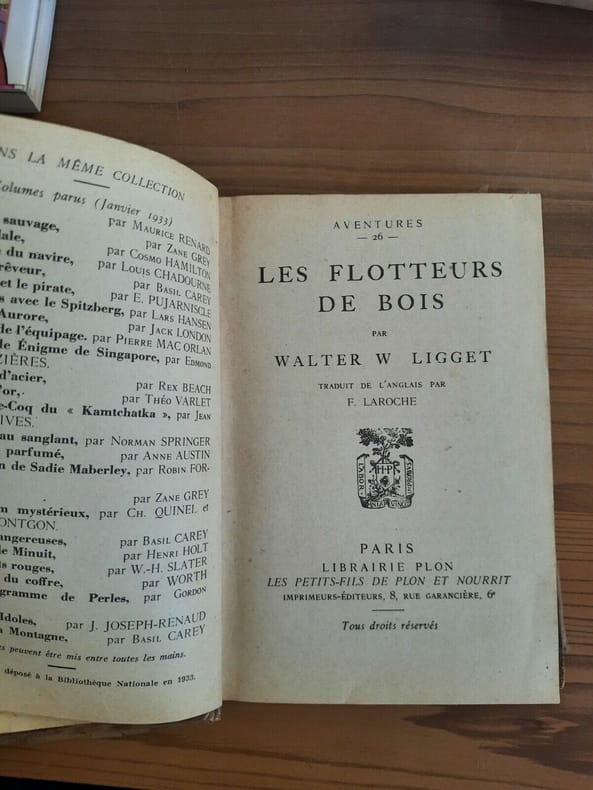 NS LA MÊME COLLECTION
olumes parus (Janvier 1933)
sauvage, par MAURICE RENARD
ale, par ZANE GREY
du navire, par COSMO HAMILTON
rêveur, par LOUIS CHADOURNE
et le pirate, par BASIL CAREY
par E. PUJARNISCLE
s avec le Spitzberg, par LARS HANSEN
Aurore, par JACK LONDON
de l'équipage. par PIERRE MAC ORLAN
le Énigme de Singapore, par EDMOND
ZIÈRES.
d'acier, par REX BEACH
'or, par THÉO VARLET
e-Coq du « Kamtchatka », par JEAN
IVES.
au sanglant, par NORMAN SPRINGER
parfumé, par ANNE AUSTIN
n de Sadie Maberley, par ROBIN FOR-
par ZANE GREY
m mystérieux, par CH. QUINEL et
ONTGON.
angereuses, par BASIL CAREY
le Minuit, par HENRI HOLT
ts rouges, par W.-H. SLATER
du coffre, par WORTH
gramme de Perles, par GORDON
Idoles, par J. JOSEPH-RENAUD
a Montagne, par BASIL CAREY
es peuvent être mis entre toutes les mains.
déposé à la Bibliothèque Nationale en 1933.
AVENTURES
— 26 —
LES FLOTTEURS
DE BOIS
PAR
WALTER W LIGGET
TRADUIT DE L'ANGLAIS PAR
F. LAROCHE
LABOR
H·P
IMPROBUS
OMNIA VINCIT
PARIS
LIBRAIRIE PLON
LES PETITS-FILS DE PLON ET NOURRIT
IMPRIMEURS-ÉDITEURS, 8, RUE GARANCIÈRE, 6e
Tous droits réservés